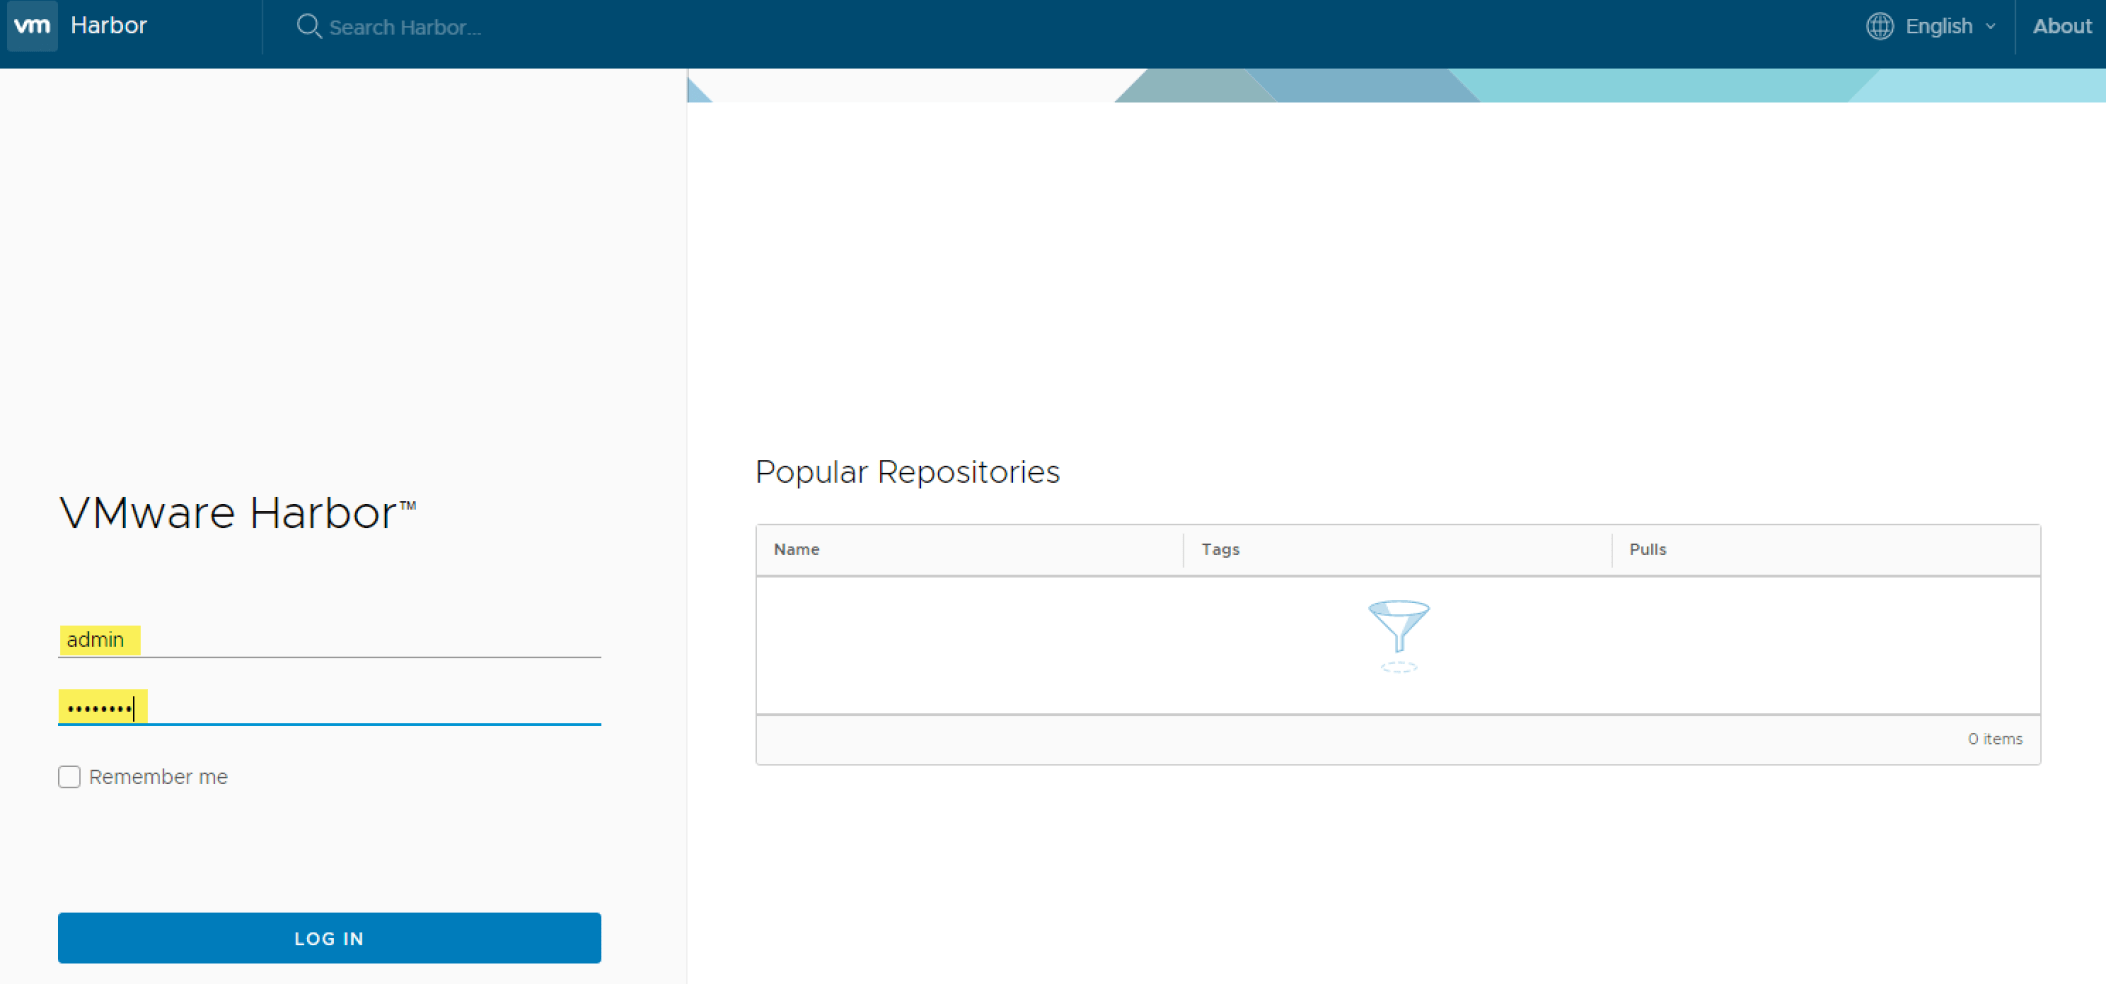 vm Harbor Search Harbor... English About
VMware Harbor™
admin
••••••••
Remember me
LOG IN
Popular Repositories
Name Tags Pulls
0 items